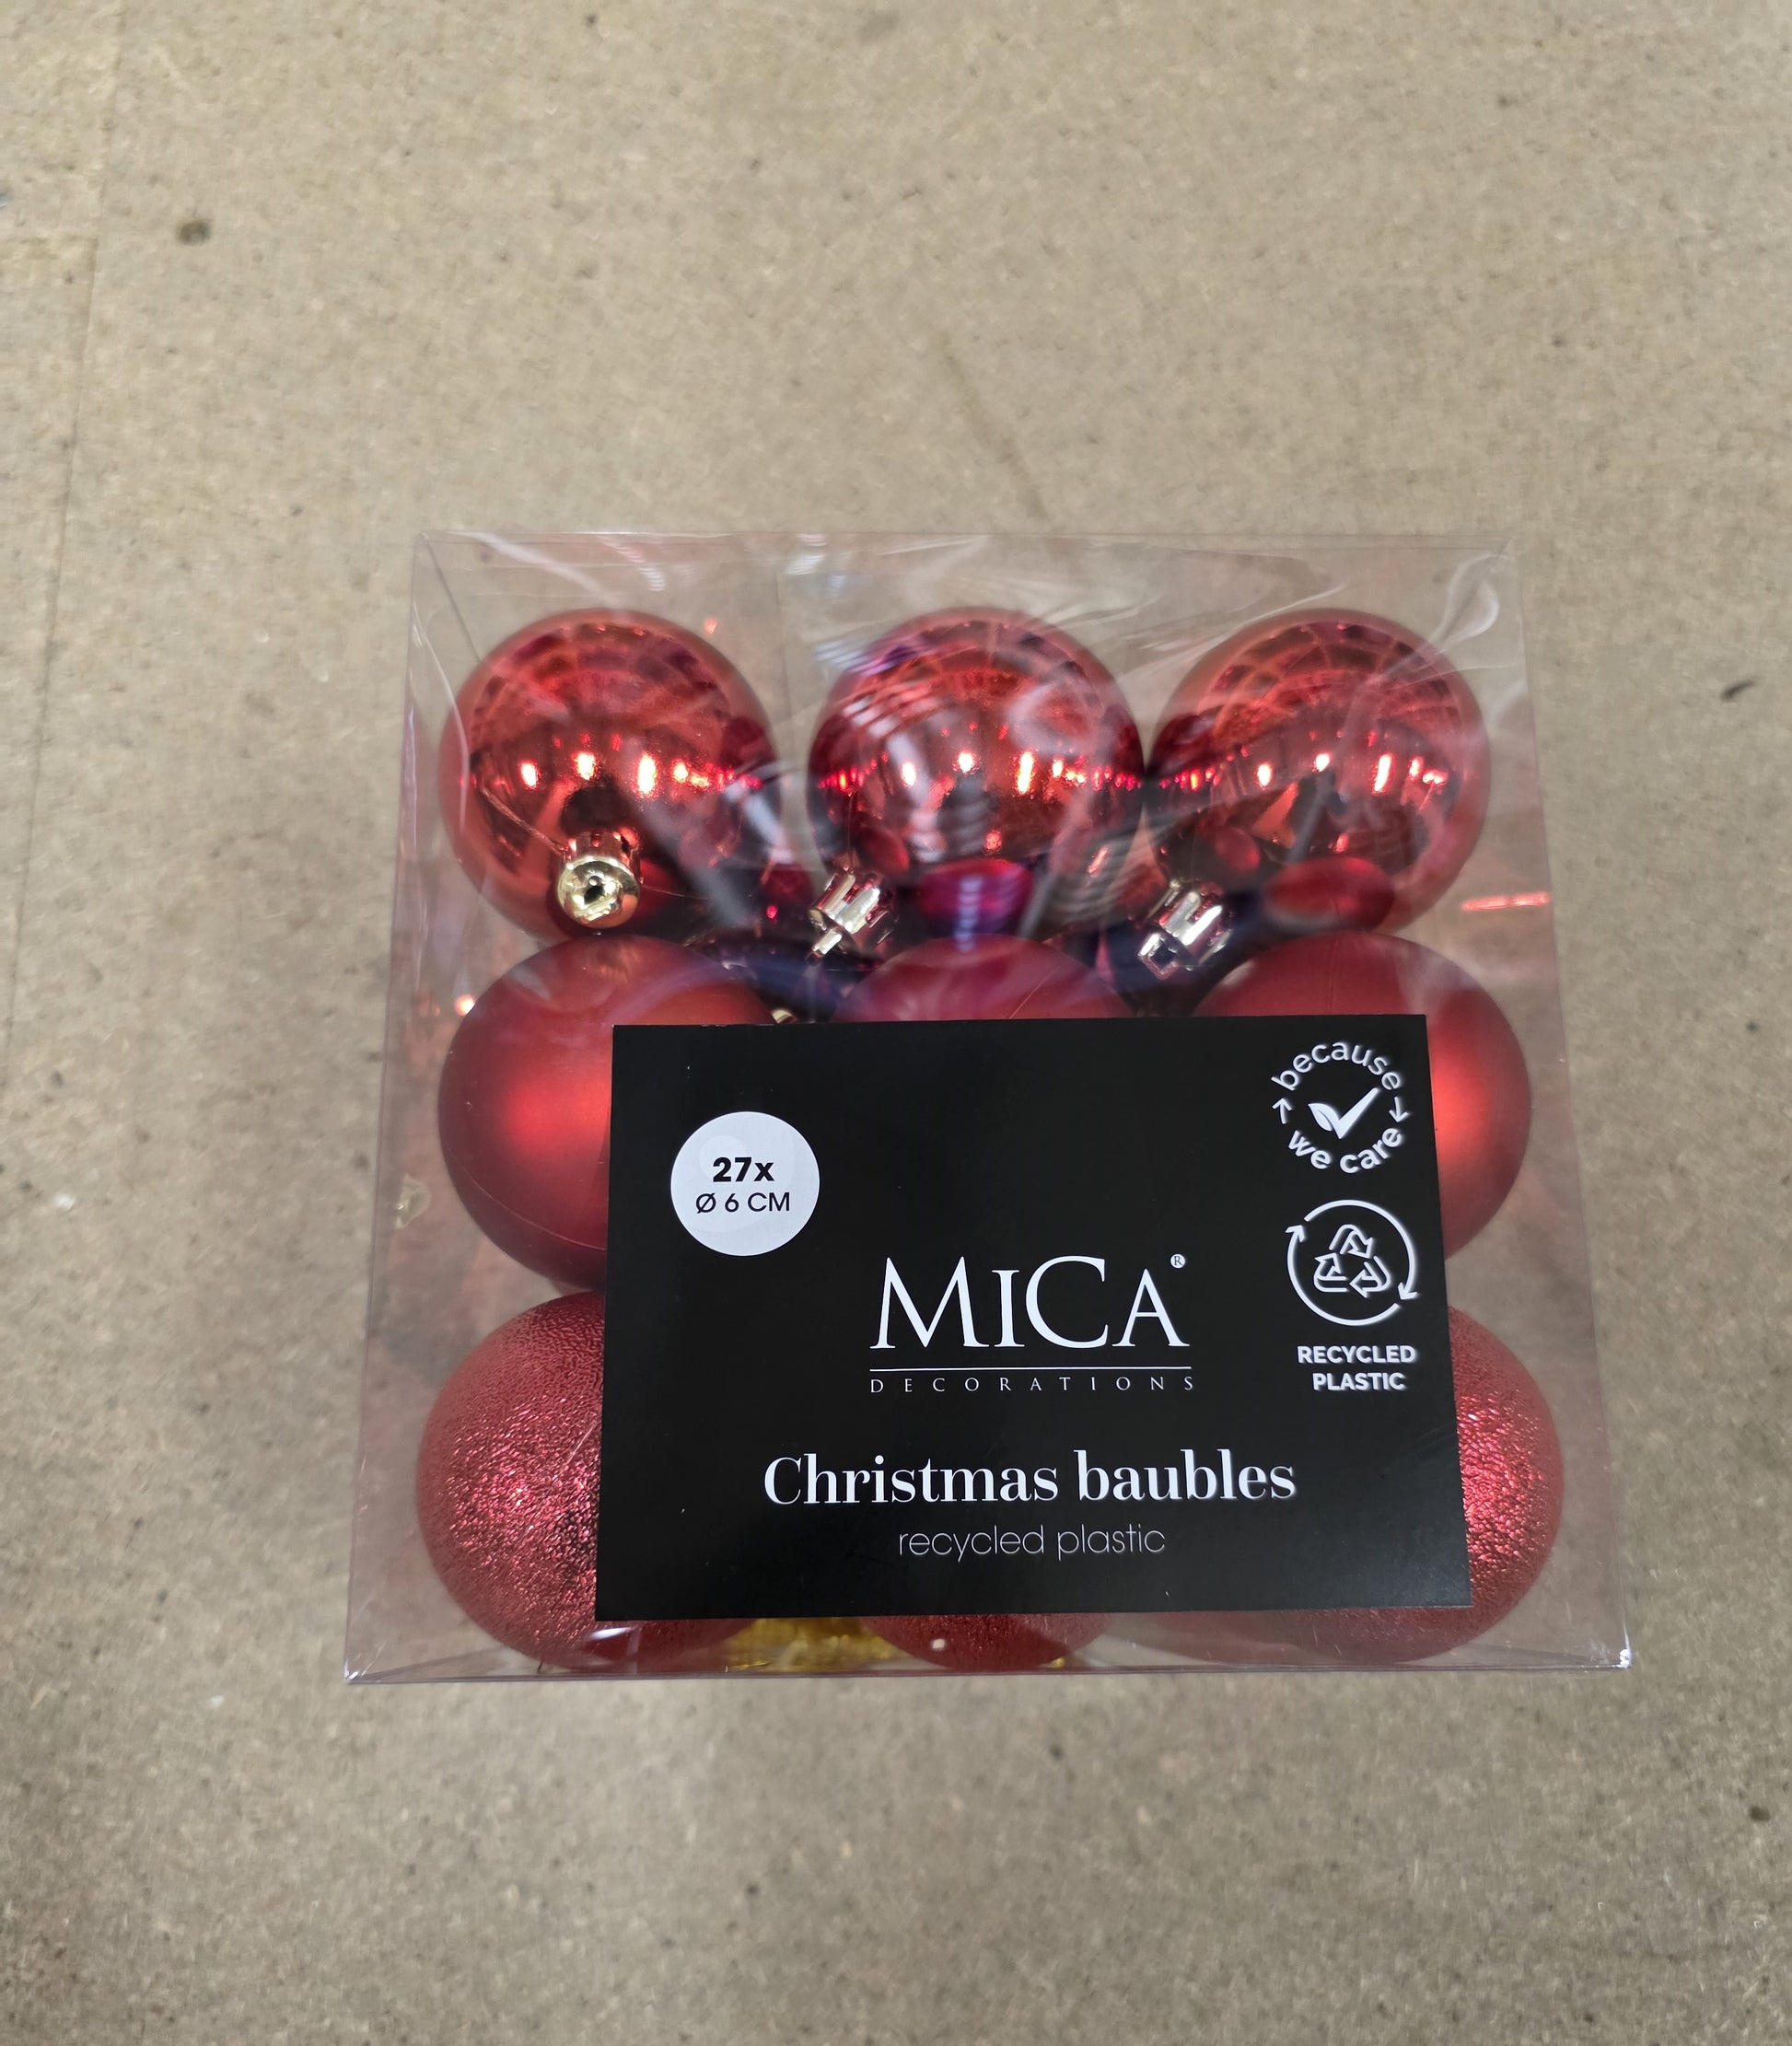 because
we care
27x
Ø 6 CM
MiCA®
DECORATIONS
RECYCLED
PLASTIC
Christmas baubles
recycled plastic